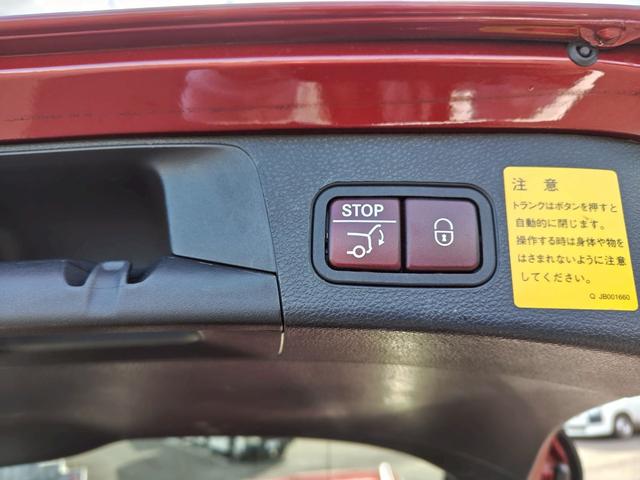 STOP
注 意
トランクはボタンを押すと
自動的に閉じます。
操作する時は身体や物を
はさまれないように注意
してください。
Q JB001660